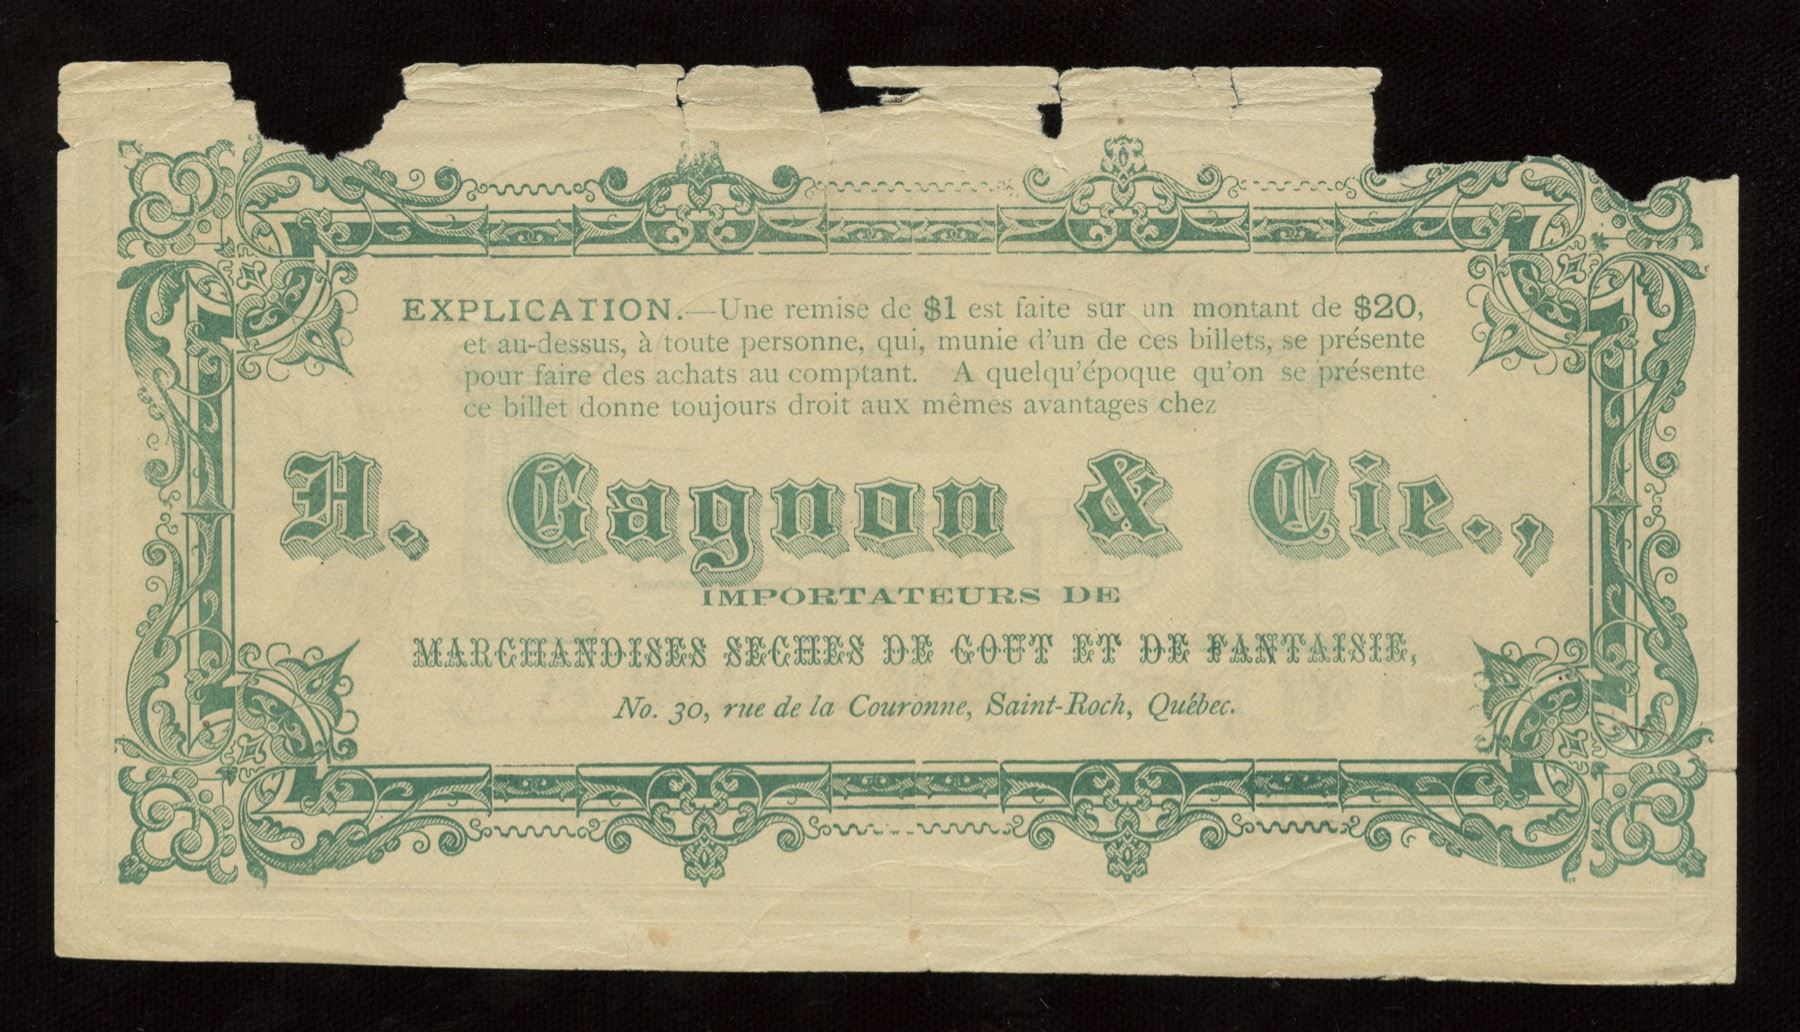 EXPLICATION.—Une remise de $1 est faite sur un montant de $20,
et au-dessus, à toute personne, qui, munie d'un de ces billets, se présente
pour faire des achats au comptant. A quelqu'époque qu'on se présente
ce billet donne toujours droit aux mêmes avantages chez
H. Gagnon & Cie.,
IMPORTATEURS DE
MARCHANDISES SECHES DE GOUT ET DE FANTAISIE,
No. 30, rue de la Couronne, Saint-Roch, Québec.